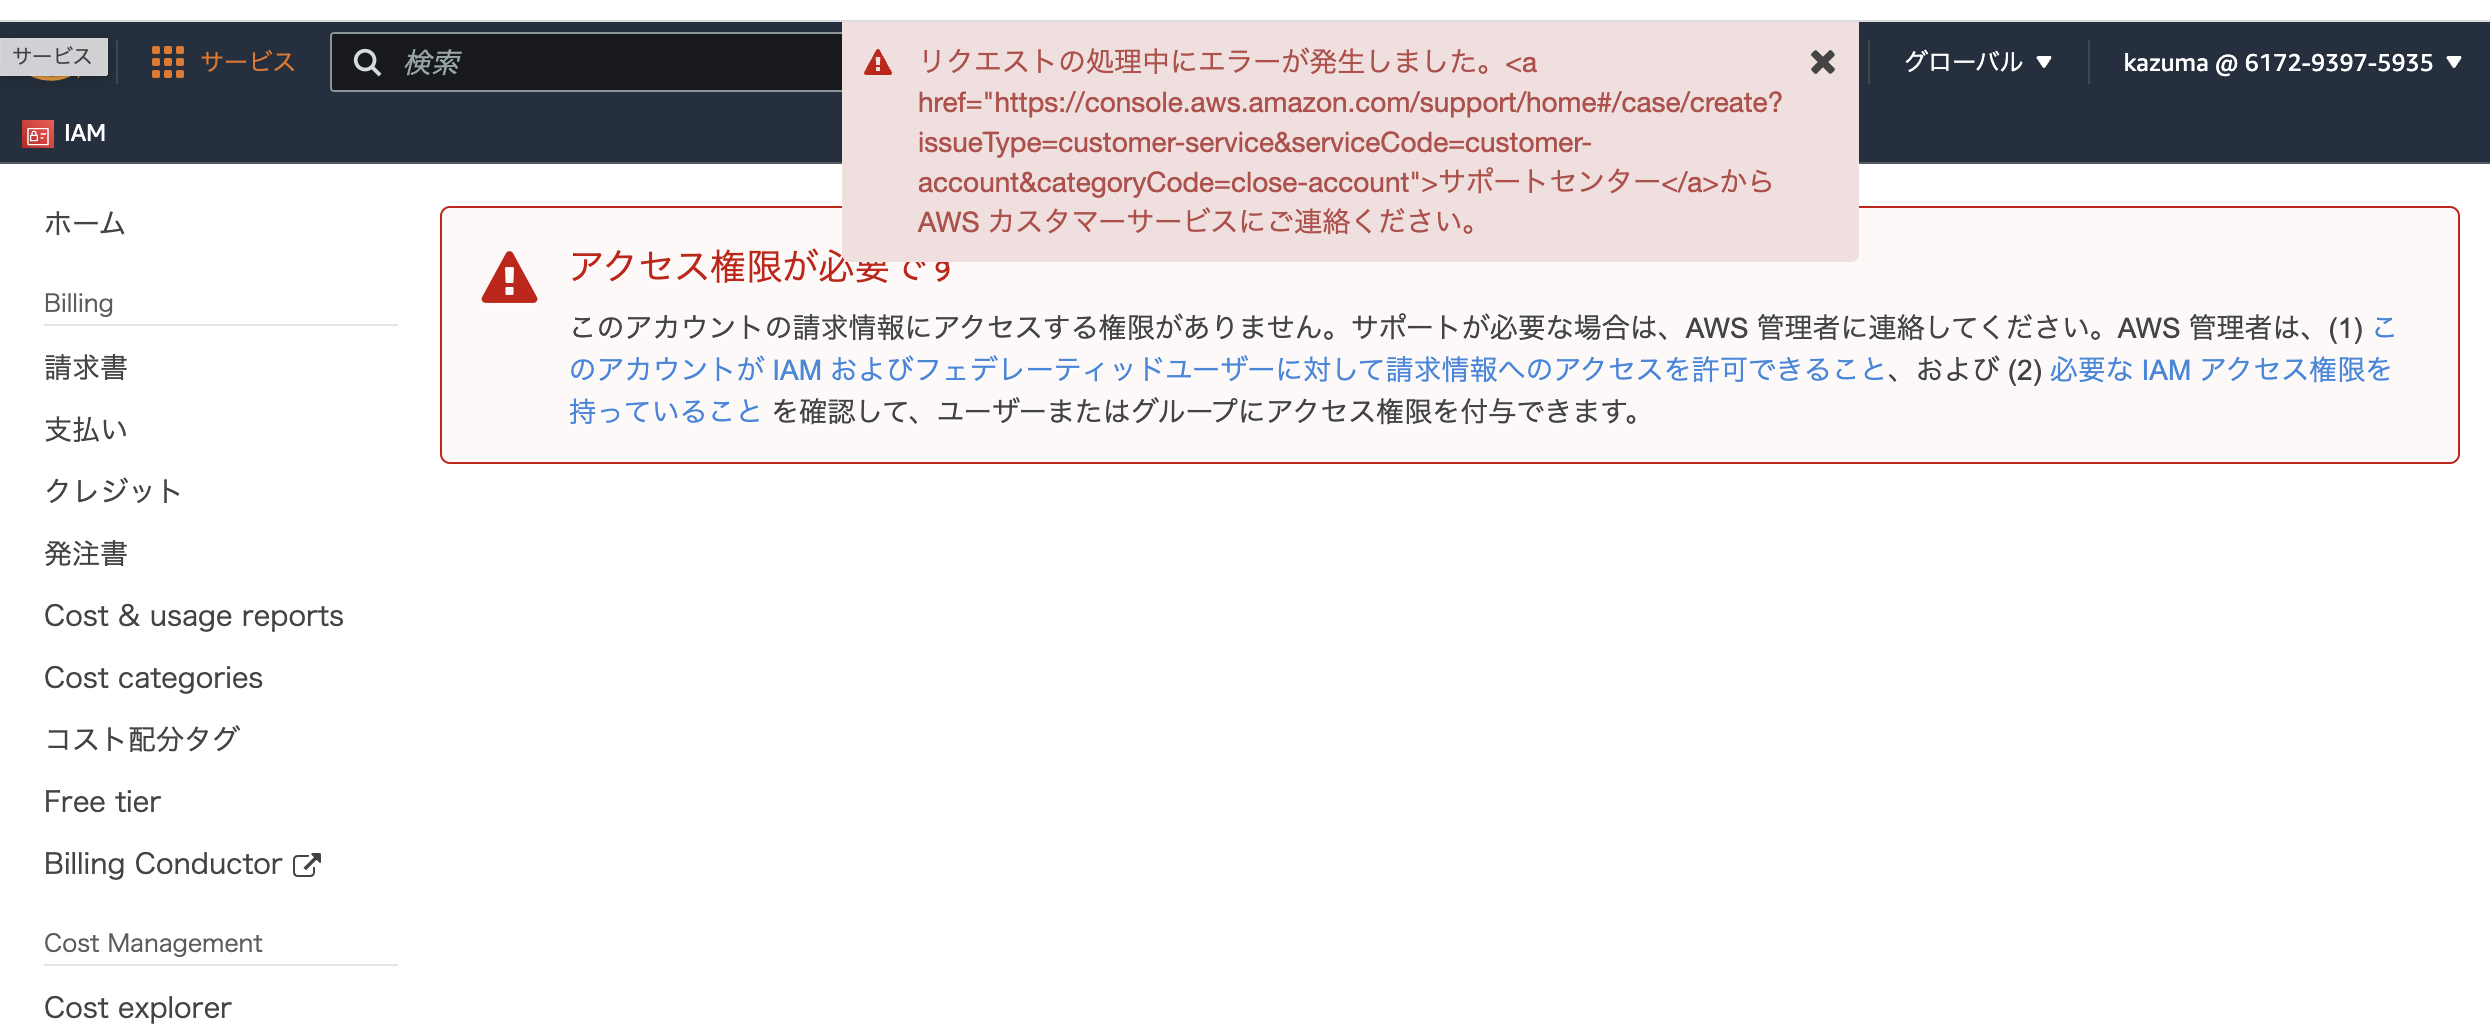 サービス
サービス
検索
グローバル ▼
kazuma @ 6172-9397-5935 ▼
IAM
リクエストの処理中にエラーが発生しました。<a
href="https://console.aws.amazon.com/support/home#/case/create?
issueType=customer-service&serviceCode=customer-
account&categoryCode=close-account">サポートセンター</a>から
AWS カスタマーサービスにご連絡ください。
アクセス権限が必要です
このアカウントの請求情報にアクセスする権限がありません。サポートが必要な場合は、AWS 管理者に連絡してください。AWS 管理者は、(1) こ
のアカウントが IAM およびフェデレーティッドユーザーに対して請求情報へのアクセスを許可できること、および (2) 必要な IAM アクセス権限を
持っていること を確認して、ユーザーまたはグループにアクセス権限を付与できます。
ホーム
Billing
請求書
支払い
クレジット
発注書
Cost & usage reports
Cost categories
コスト配分タグ
Free tier
Billing Conductor
Cost Management
Cost explorer